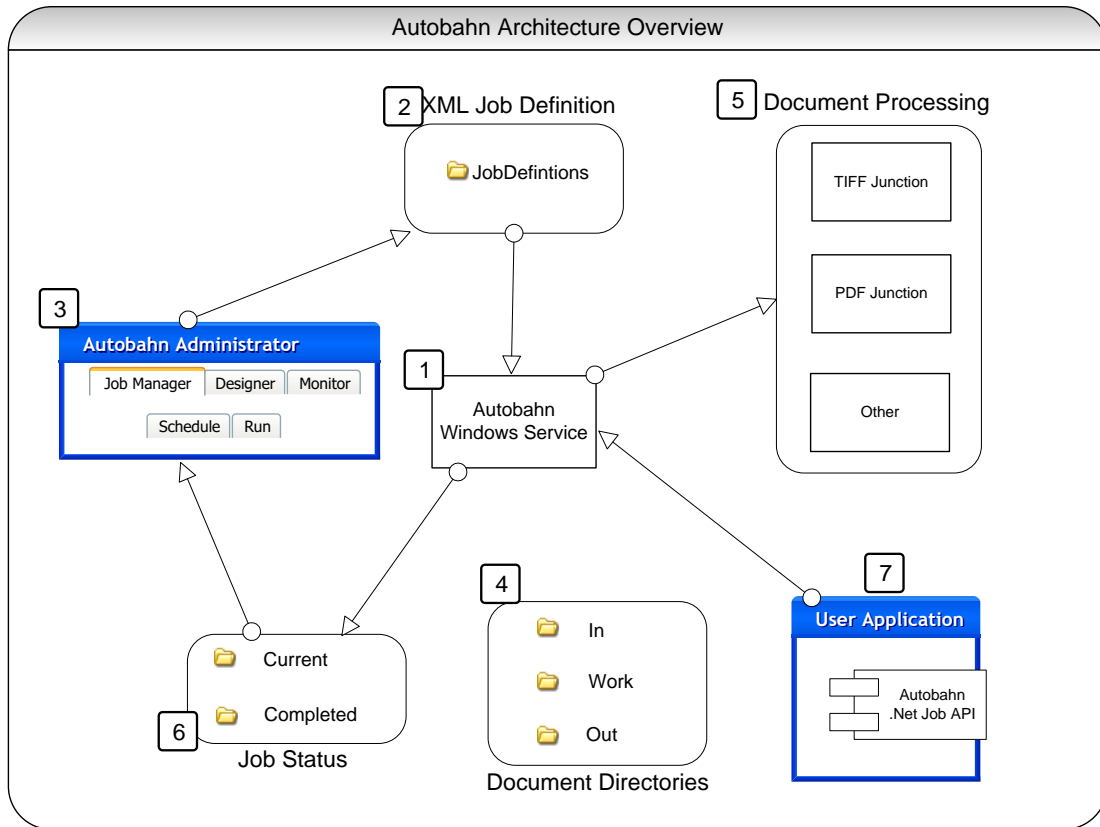 Autobahn Architecture Overview
2
XML Job Definition
JobDefintions
5
Document Processing
TIFF Junction
PDF Junction
Other
3
Autobahn Administrator
Job Manager
Designer
Monitor
Schedule
Run
1
Autobahn
Windows Service
6
Current
Completed
Job Status
4
In
Work
Out
Document Directories
7
User Application
Autobahn
.Net Job API